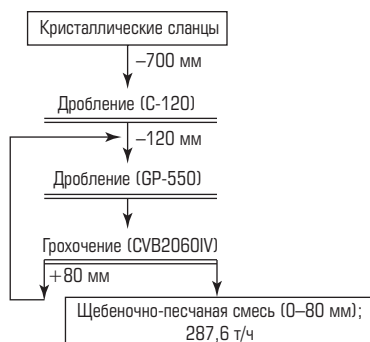 Кристаллические сланцы
–700 мм
Дробление (С-120)
–120 мм
Дробление (GP-550)
Грохочение (CVB2060IV)
+80 мм
Щебеночно-песчаная смесь (0–80 мм);
287,6 т/ч